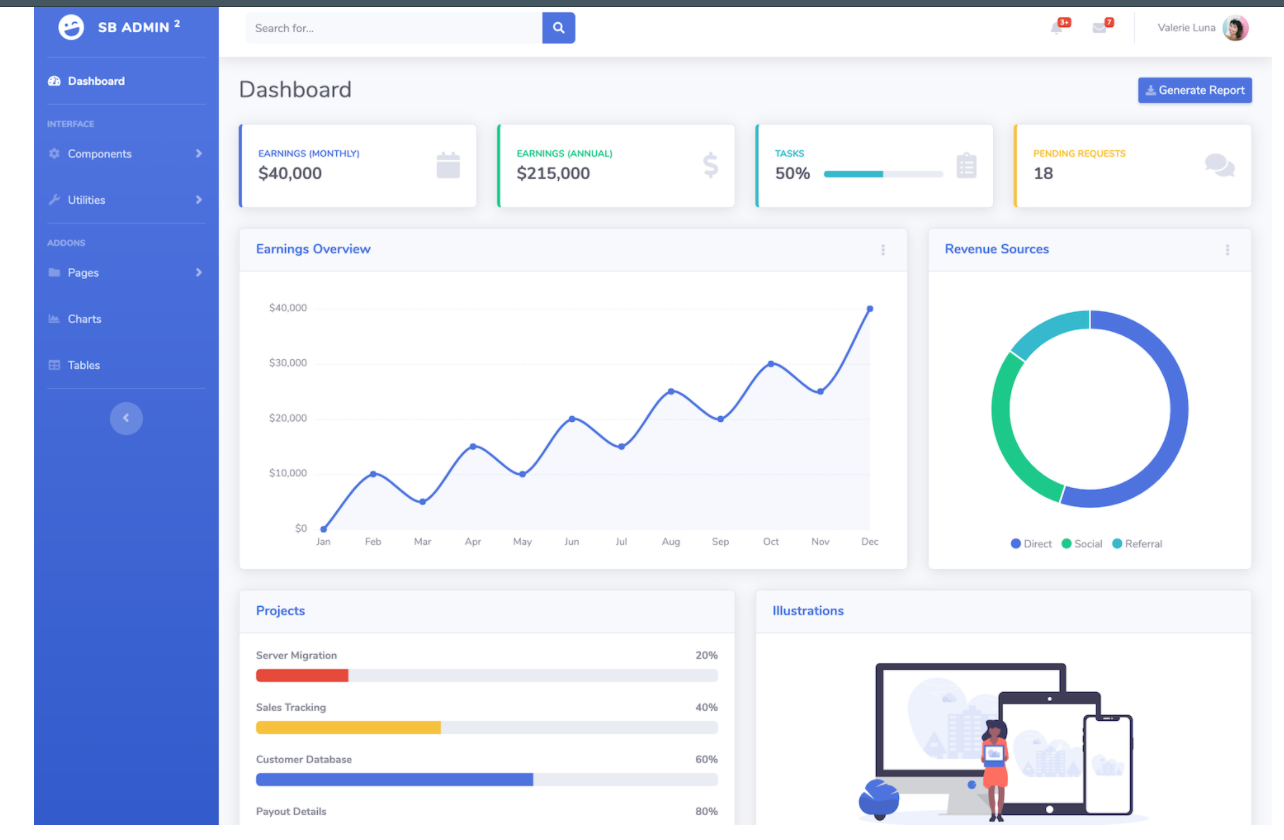 SB ADMIN 2
Search for...
3+
7
Valerie Luna
Dashboard
INTERFACE
Components
Utilities
ADDONS
Pages
Charts
Tables
Dashboard
Generate Report
EARNINGS (MONTHLY)
$40,000
EARNINGS (ANNUAL)
$215,000
TASKS
50%
PENDING REQUESTS
18
Earnings Overview
$40,000
$30,000
$20,000
$10,000
$0
Jan Feb Mar Apr May Jun Jul Aug Sep Oct Nov Dec
Revenue Sources
Direct Social Referral
Projects
Server Migration 20%
Sales Tracking 40%
Customer Database 60%
Payout Details 80%
Illustrations